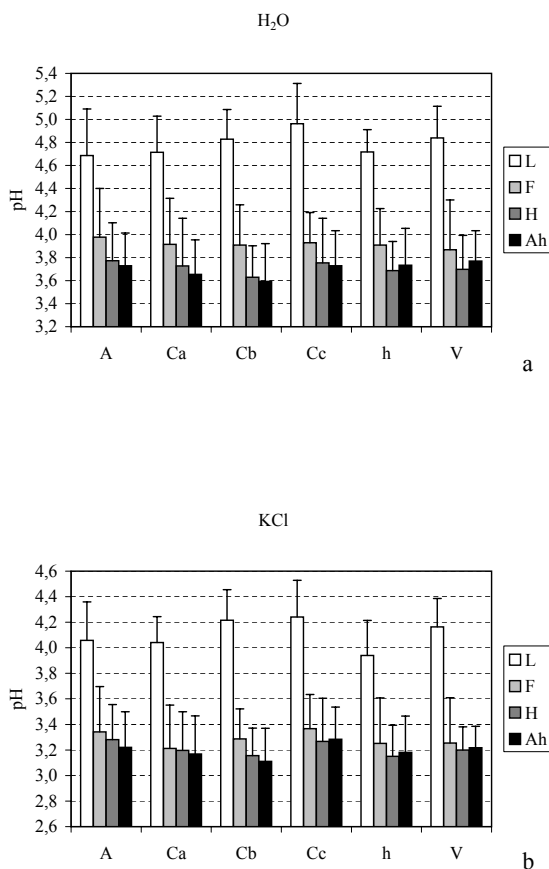 H₂O
5,4
5,2
5,0
4,8
4,6
4,4
4,2
4,0
3,8
3,6
3,4
3,2
pH
A Ca Cb Cc h V
L
F
H
Ah
a
KCl
4,6
4,4
4,2
4,0
3,8
3,6
3,4
3,2
3,0
2,8
2,6
pH
A Ca Cb Cc h V
L
F
H
Ah
b